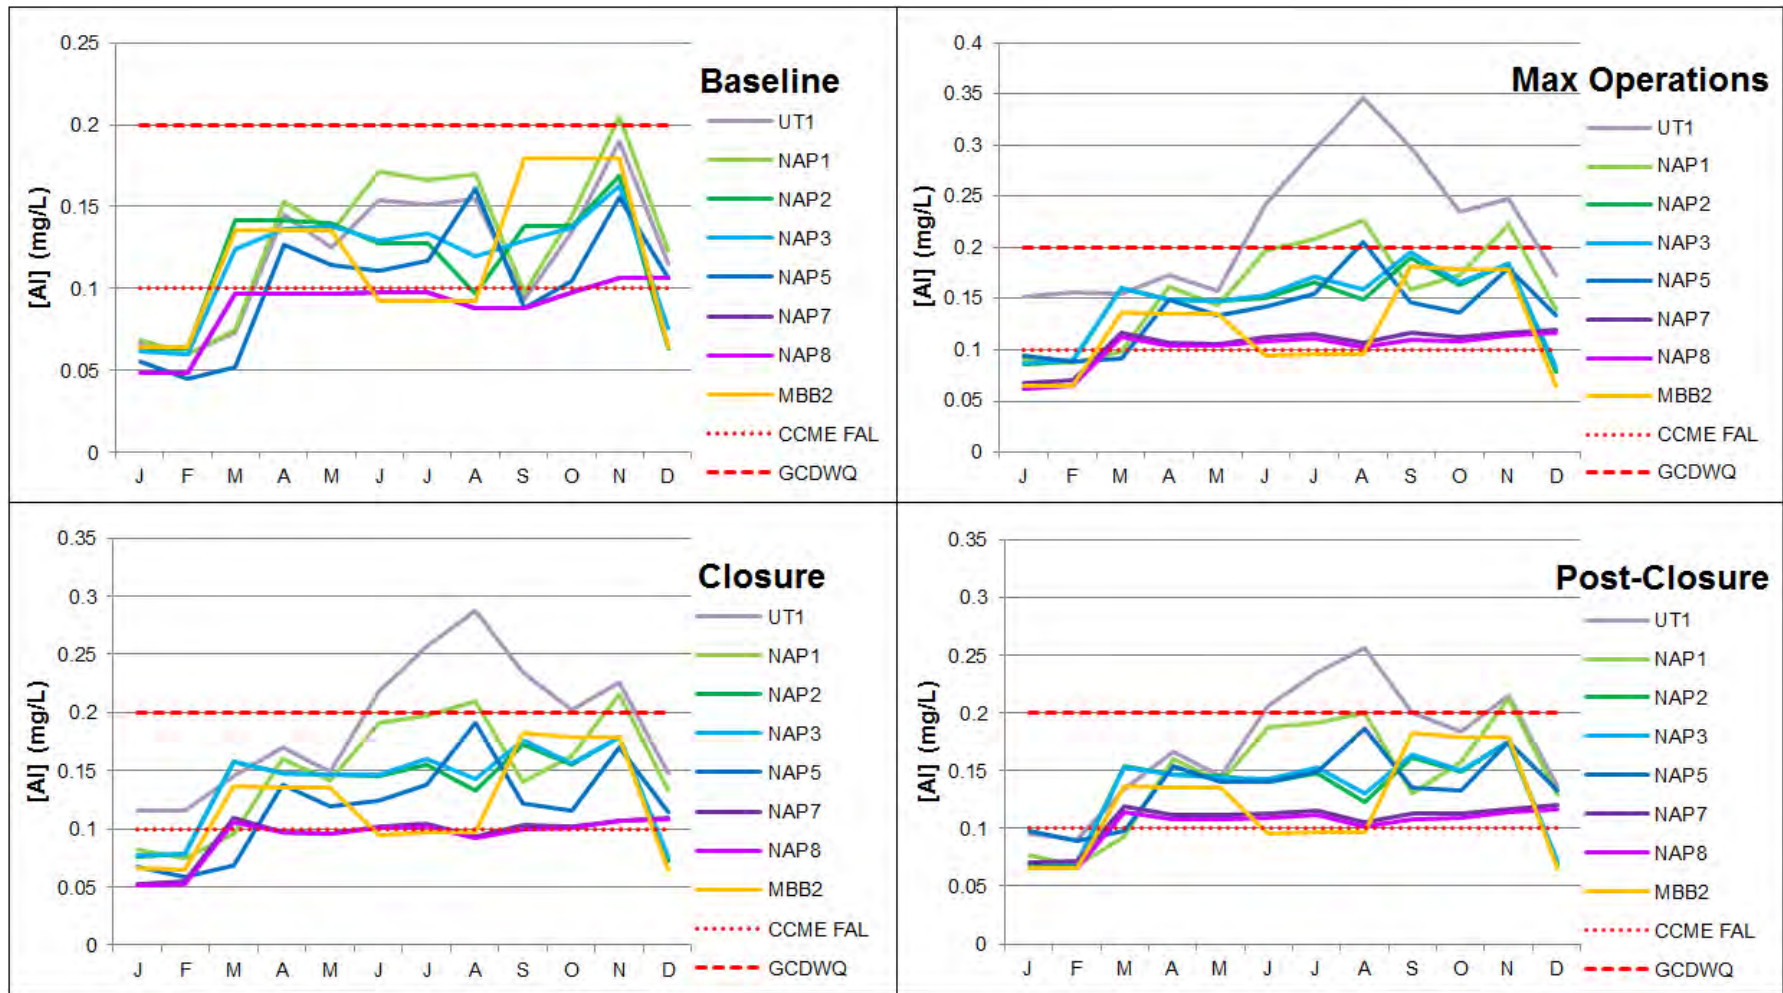 Baseline
[Al] (mg/L)
0.25
0.2
0.15
0.1
0.05
0
J F M A M J J A S O N D
UT1
NAP1
NAP2
NAP3
NAP5
NAP7
NAP8
MBB2
CCME FAL
GCDWQ
Max Operations
[Al] (mg/L)
0.4
0.35
0.3
0.25
0.2
0.15
0.1
0.05
0
J F M A M J J A S O N D
UT1
NAP1
NAP2
NAP3
NAP5
NAP7
NAP8
MBB2
CCME FAL
GCDWQ
Closure
[Al] (mg/L)
0.35
0.3
0.25
0.2
0.15
0.1
0.05
0
J F M A M J J A S O N D
UT1
NAP1
NAP2
NAP3
NAP5
NAP7
NAP8
MBB2
CCME FAL
GCDWQ
Post-Closure
[Al] (mg/L)
0.35
0.3
0.25
0.2
0.15
0.1
0.05
0
J F M A M J J A S O N D
UT1
NAP1
NAP2
NAP3
NAP5
NAP7
NAP8
MBB2
CCME FAL
GCDWQ